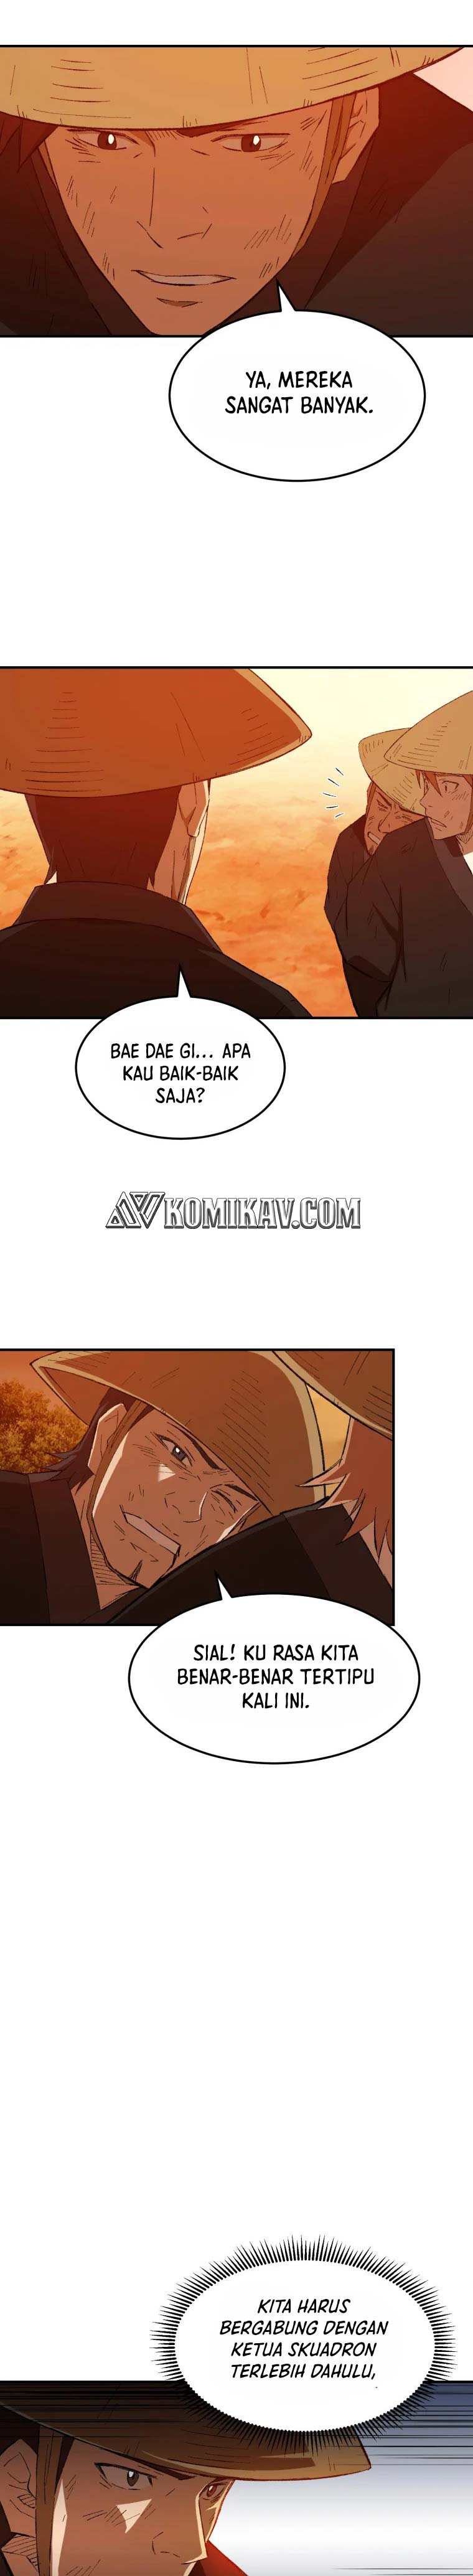 YA, MEREKA
SANGAT BANYAK.
BAE DAE GI... APA
KAU BAIK-BAIK
SAJA?
AV KOMIKAV.COM
SIAL! KU RASA KITA
BENAR-BENAR TERTIPU
KALI INI.
KITA HARUS
BERGABUNG DENGAN
KETUA SKUADRON
TERLEBIH DAHULU,